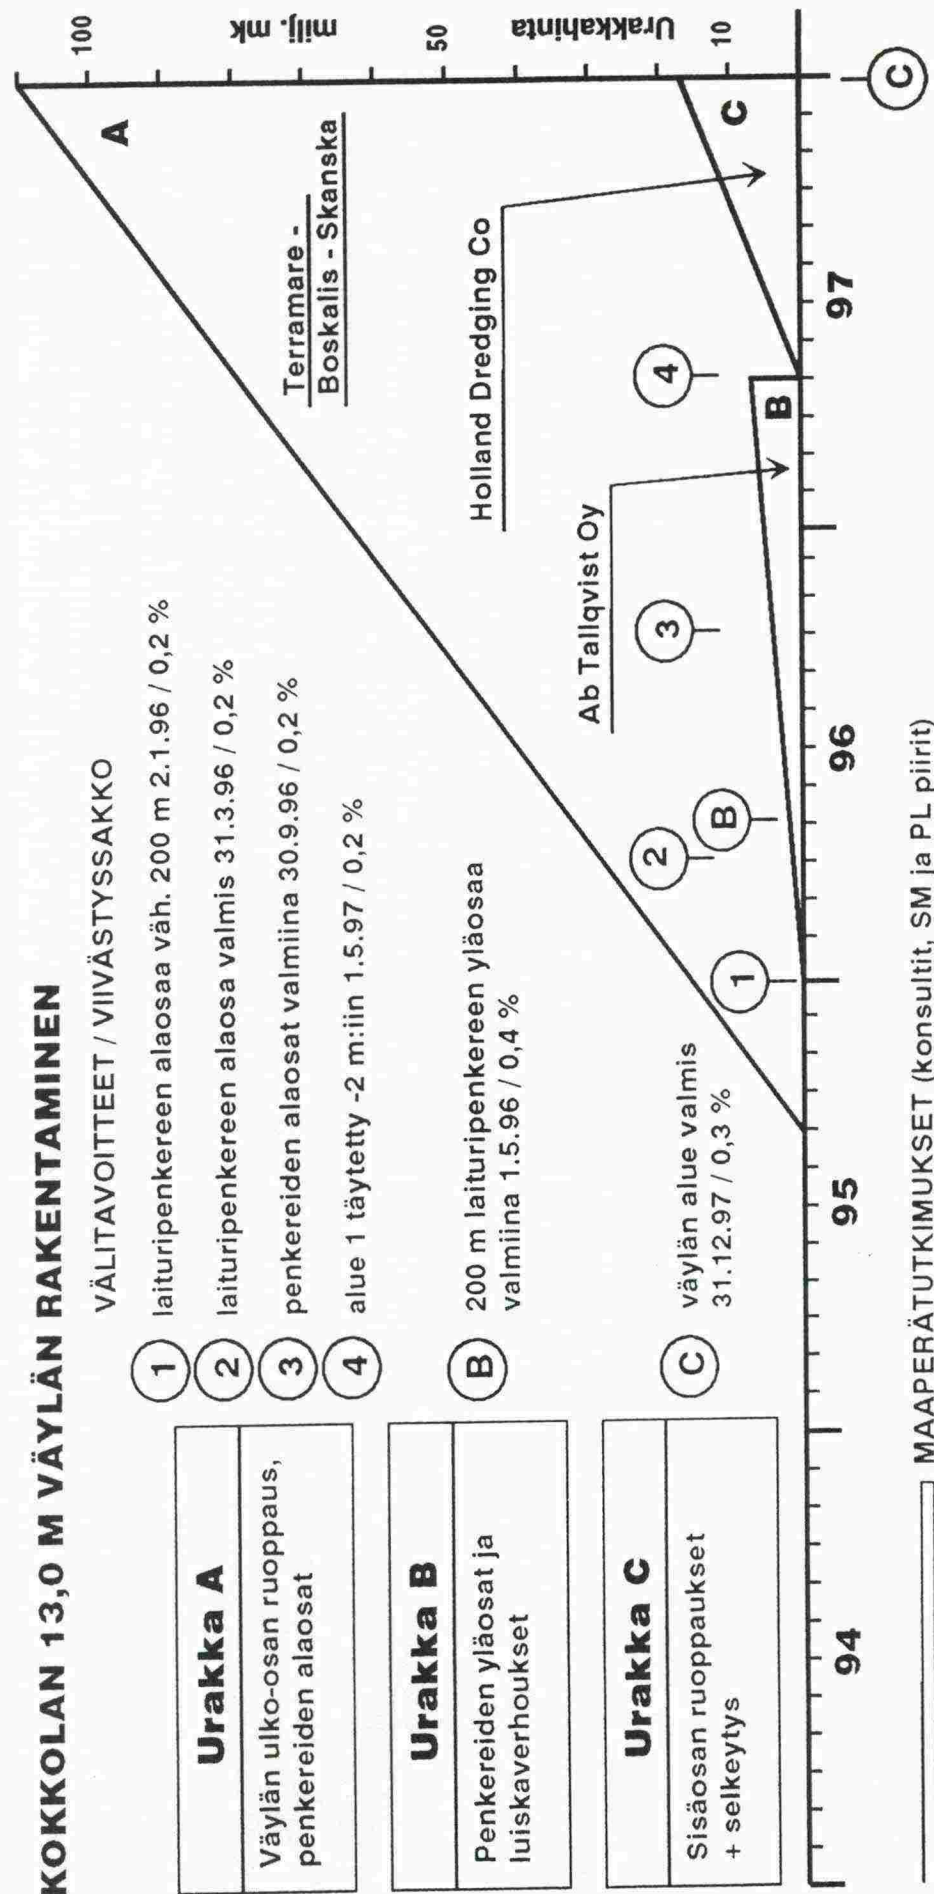 KOKKOLAN 13,0 M VÄYLÄN RAKENTAMINEN
VÄLITAVOITTEET / VIIVÄSTYSSAKKO
Urakka A
Väylän ulko-osan ruoppaus,
penkereiden alaosat
1 laituripenkereen alaosaa väh. 200 m 2.1.96 / 0,2 %
2 laituripenkereen alaosa valmis 31.3.96 / 0,2 %
3 penkereiden alaosat valmiina 30.9.96 / 0,2 %
4 alue 1 täytetty -2 m:iin 1.5.97 / 0,2 %
Urakka B
Penkereiden yläosat ja
luiskaverhoukset
B 200 m laituripenkereen yläosaa
valmiina 1.5.96 / 0,4 %
Urakka C
Sisäosan ruoppaukset
+ selkeytys
C väylän alue valmis
31.12.97 / 0,3 %
A
Terramare -
Boskalis - Skanska
Holland Dredging Co
Ab Tallqvist Oy
1
2
B
3
4
B
C
C
100
milj. mk
50
Urakkahinta
10
94
95
96
97
MAAPERÄTUTKIMUKSET (konsultit, SM ja PL piirit)